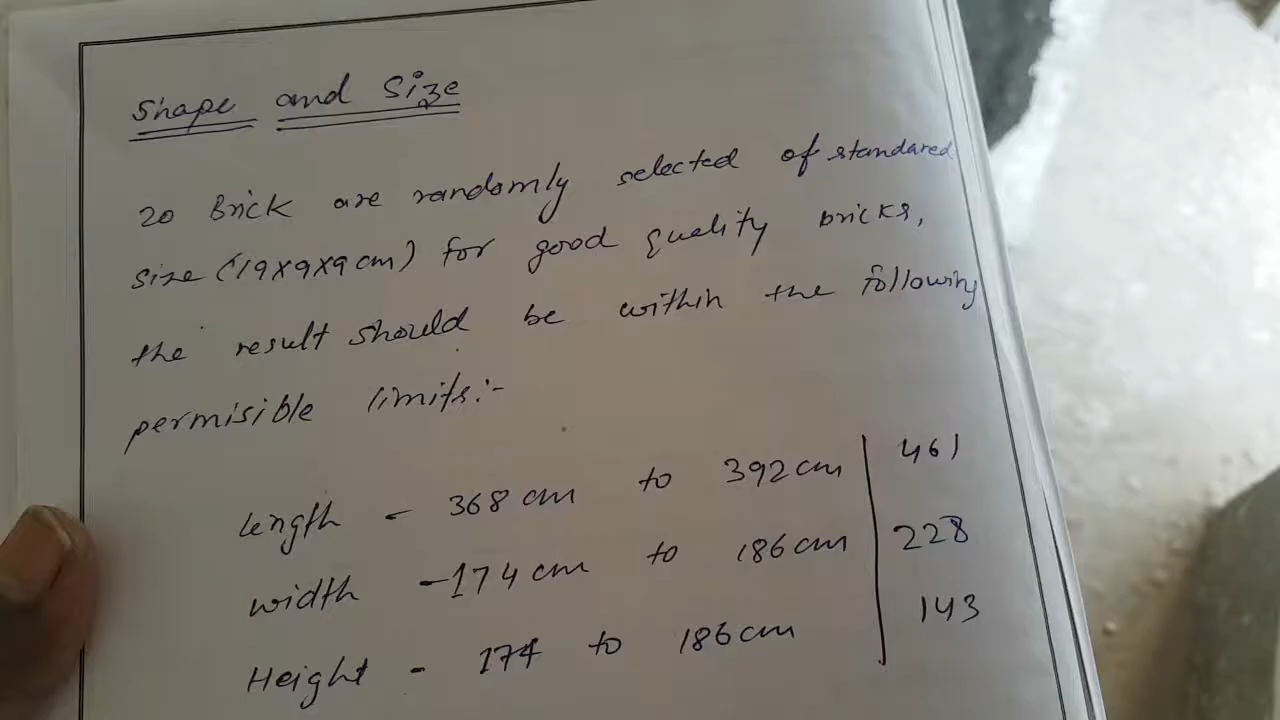 Shape and Size
20 Brick are randomly selected of standared
size (19x9x9 cm) for good quality bricks,
the result should be within the following
permisible limits:-
length - 368 cm to 392 cm | 461
width - 174 cm to 186 cm | 228
Height - 174 to 186 cm | 143